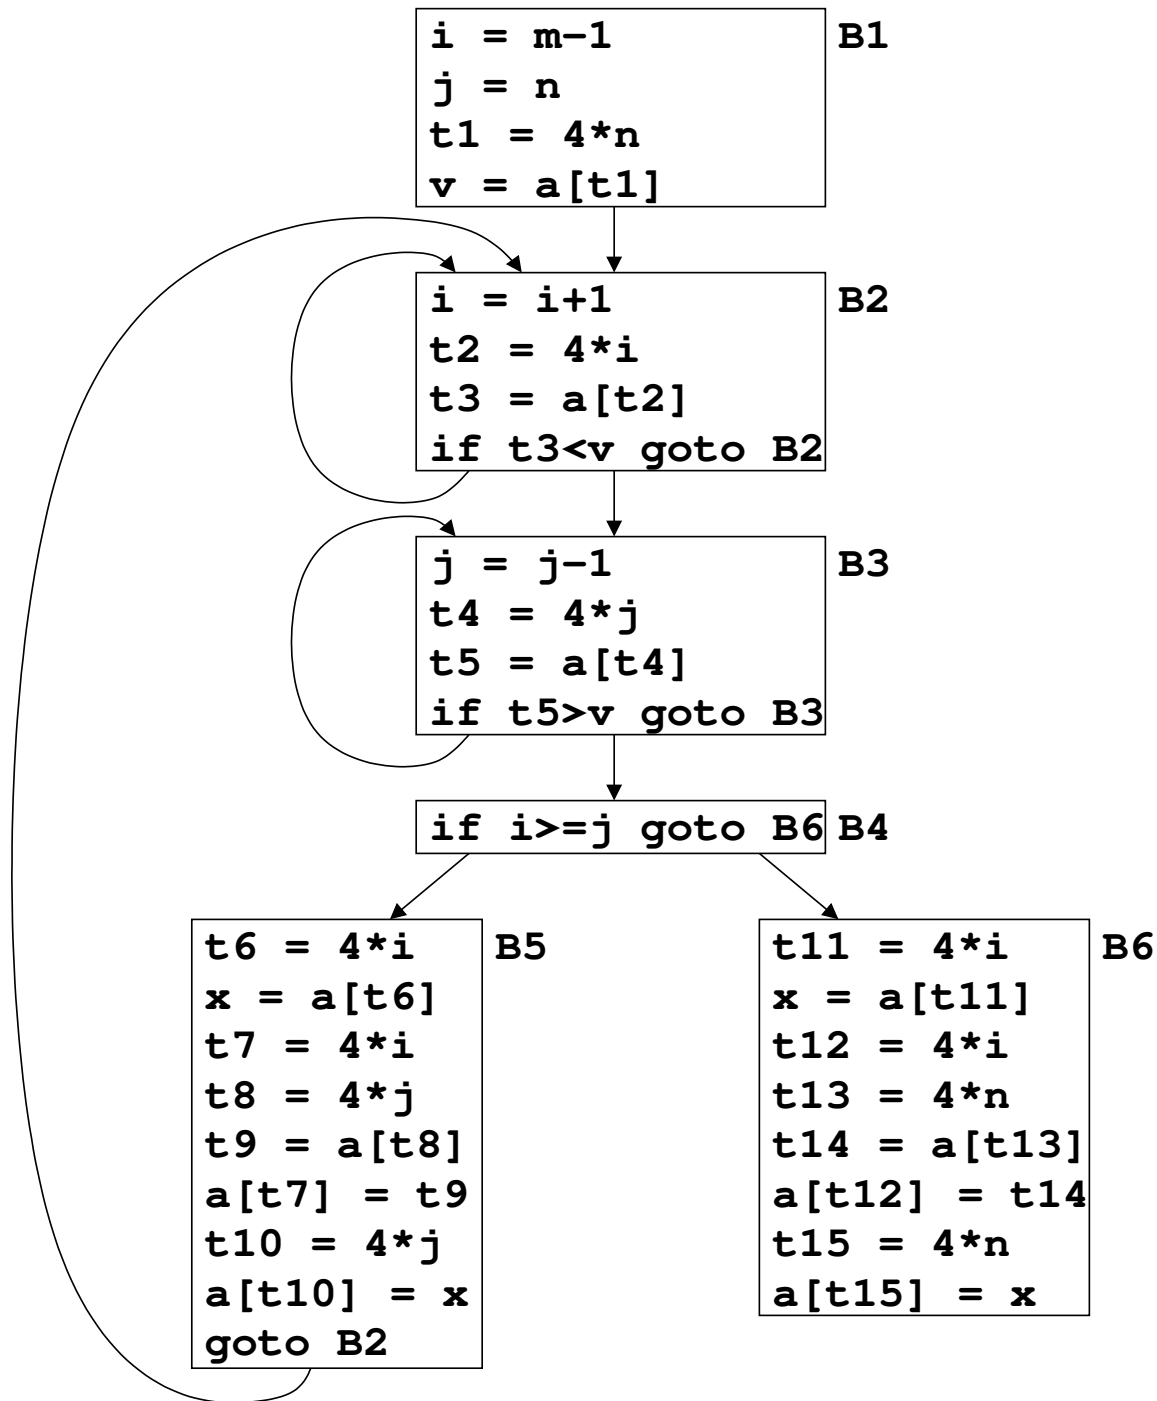 i = m-1
B1
j = n
t1 = 4*n
v = a[t1]
i = i+1
B2
t2 = 4*i
t3 = a[t2]
if t3<v goto B2
j = j-1
B3
t4 = 4*j
t5 = a[t4]
if t5>v goto B3
if i>=j goto B6
B4
t6 = 4*i
B5
x = a[t6]
t7 = 4*i
t8 = 4*j
t9 = a[t8]
a[t7] = t9
t10 = 4*j
a[t10] = x
goto B2
t11 = 4*i
B6
x = a[t11]
t12 = 4*i
t13 = 4*n
t14 = a[t13]
a[t12] = t14
t15 = 4*n
a[t15] = x